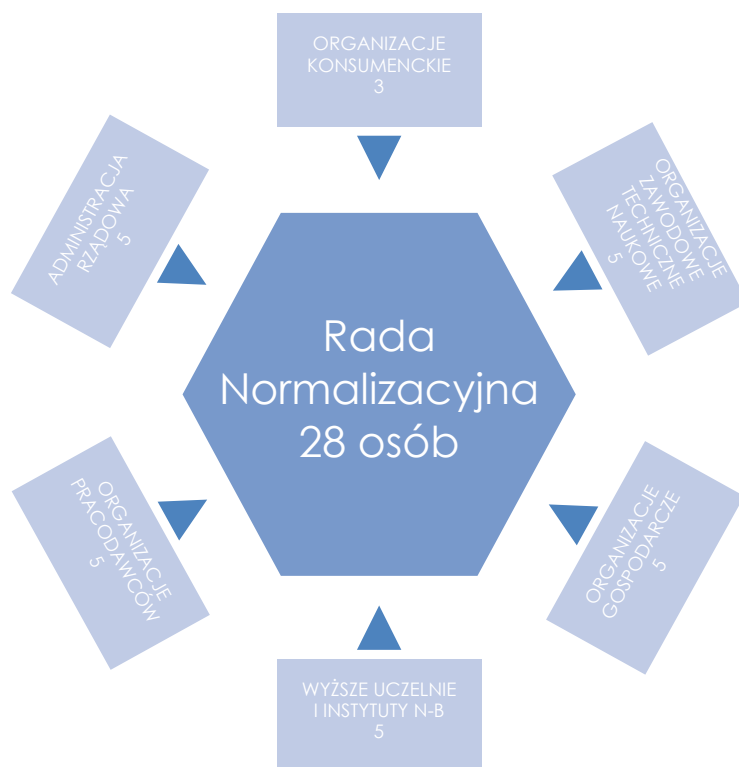 ORGANIZACJE
KONSUMENCKIE
3
ORGANIZACJE
ZAWODOWE
TECHNICZNE
NAUKOWE
5
ORGANIZACJE
GOSPODARCZE
5
WYŻSZE UCZELNIE
I INSTYTUTY N-B
5
ORGANIZACJE
PRACODAWCÓW
5
ADMINISTRACJA
RZĄDOWA
5
Rada
Normalizacyjna
28 osób